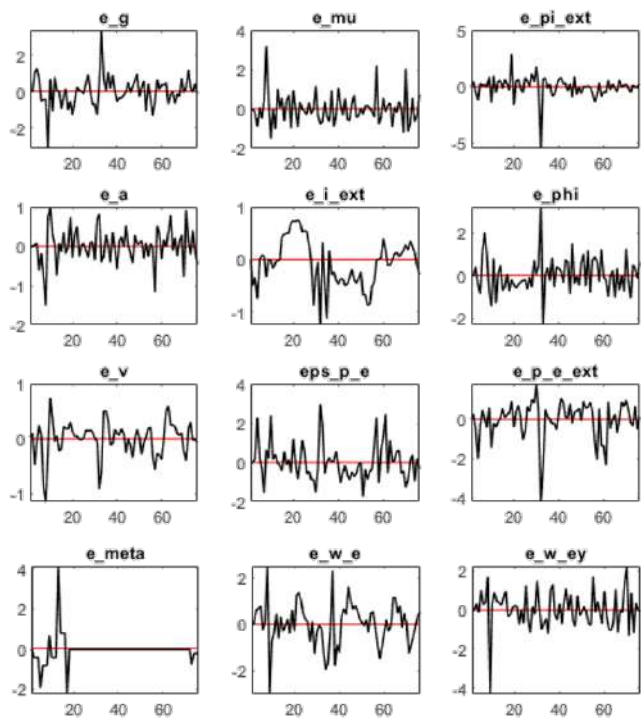 e_g e_mu e_pi_ext
2 4 5
0 2 0
-2 0 -5
-2
20 40 60 20 40 60 20 40 60
e_a e_i_ext e_phi
1 1 2
0 0 0
-1 -1 -2
-2
20 40 60 20 40 60 20 40 60
e_v eps_p_e e_p_e_ext
1 4 0
0 2 -2
-1 0 -4
-2
20 40 60 20 40 60 20 40 60
e_meta e_w_e e_w_ey
4 2 2
2 0 0
0 -2 -2
-2 -4
20 40 60 20 40 60 20 40 60